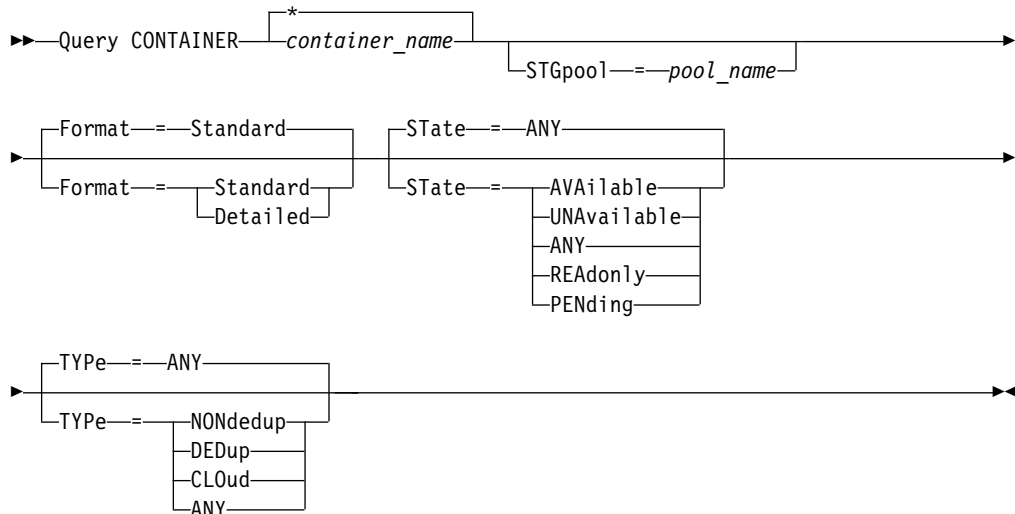 *
Query CONTAINER container_name
STGpool = pool_name
Format = Standard
Format = Standard
Detailed
STate = ANY
STate = AVAilable
UNAvailable
ANY
REAdonly
PENding
TYPe = ANY
TYPe = NONdedup
DEDup
CLOud
ANY